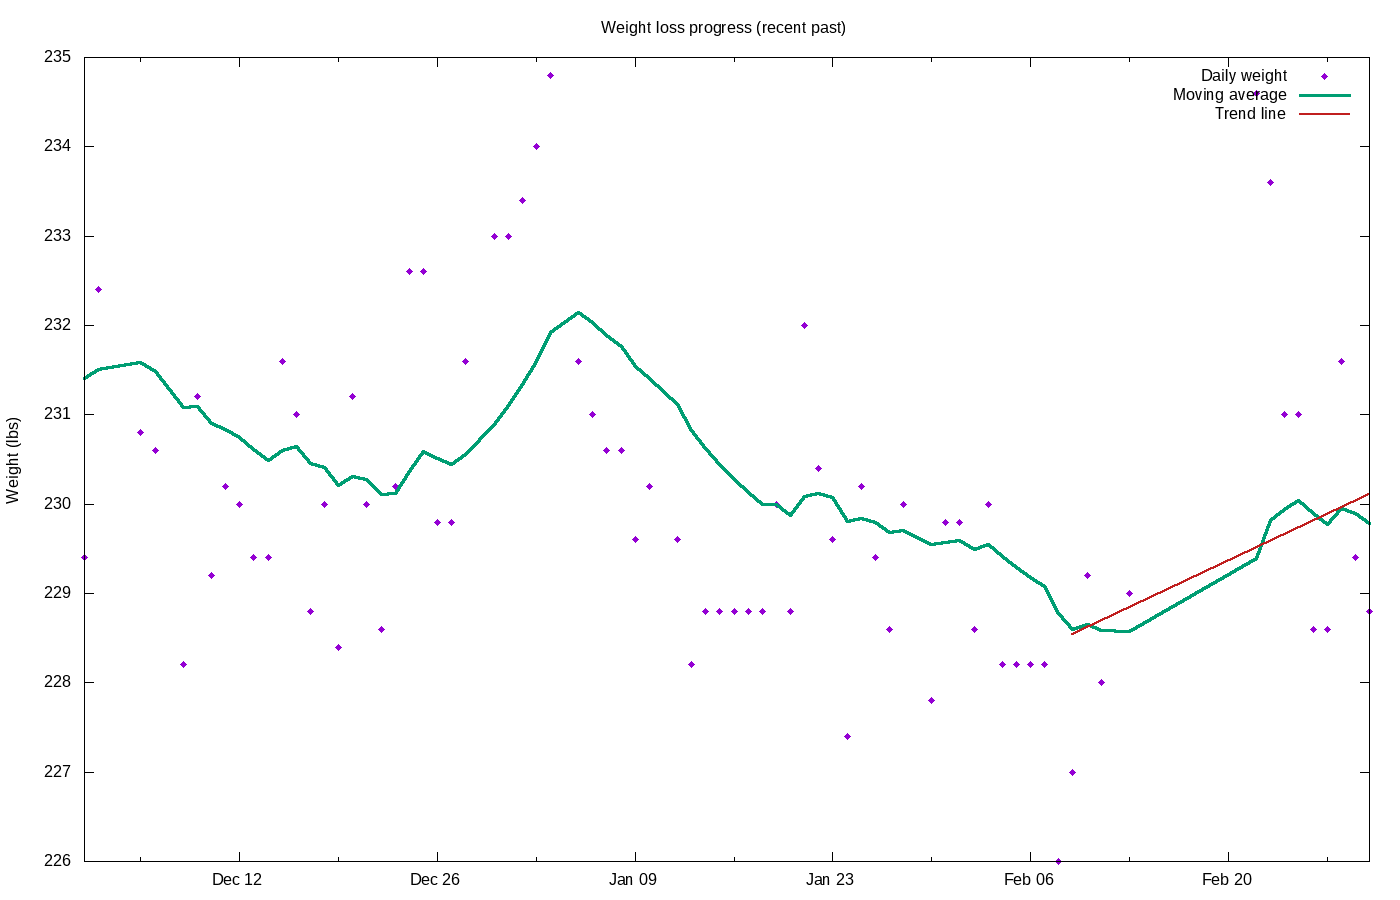 Weight loss progress (recent past)
235
234
233
232
231
230
229
228
227
226
Weight (lbs)
Daily weight
Moving average
Trend line
Dec 12
Dec 26
Jan 09
Jan 23
Feb 06
Feb 20